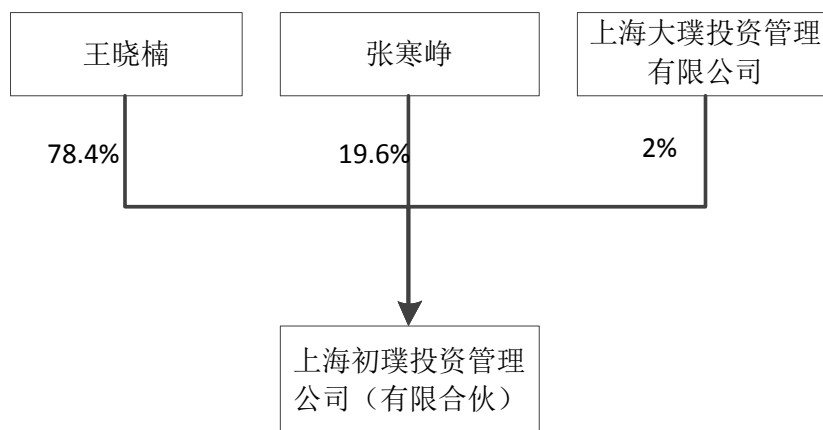 王晓楠
张寒峥
上海大璞投资管理
有限公司
78.4%
19.6%
2%
上海初璞投资管理
公司（有限合伙）